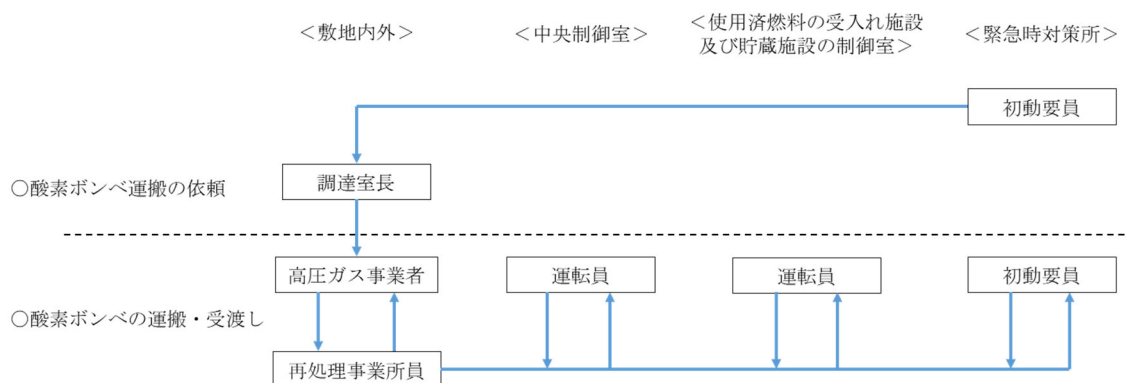 ＜敷地内外＞
＜中央制御室＞
＜使用済燃料の受入れ施設
及び貯蔵施設の制御室＞
＜緊急時対策所＞
初動要員
○酸素ボンベ運搬の依頼
調達室長
高圧ガス事業者
運転員
運転員
初動要員
○酸素ボンベの運搬・受渡し
再処理事業所員